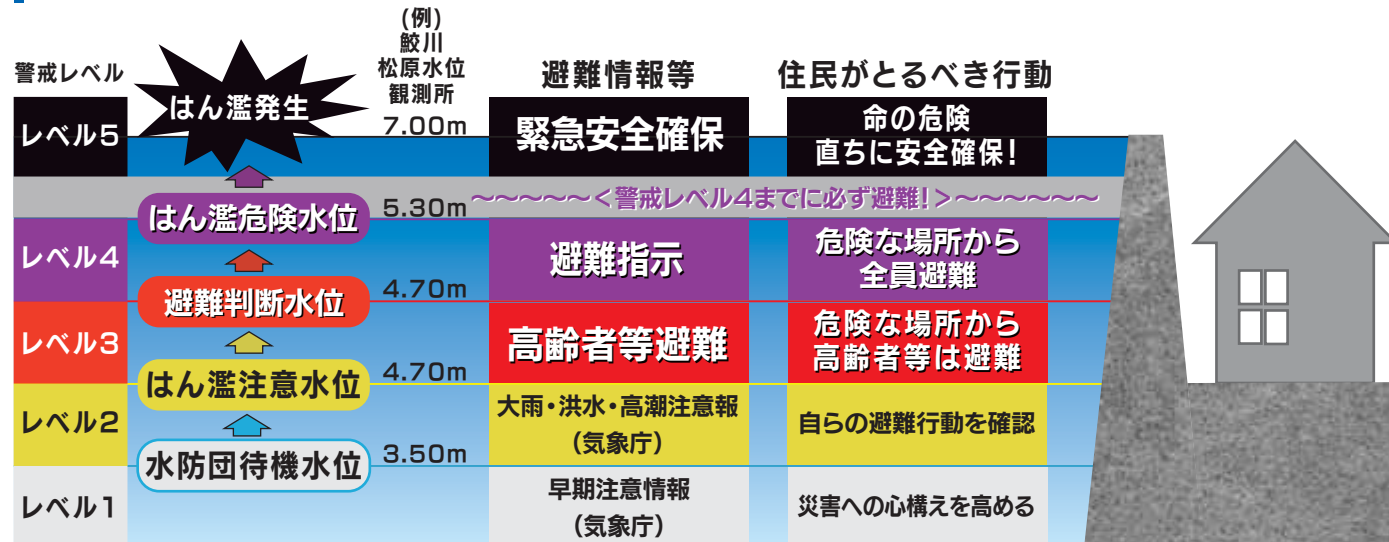 (例)
鮫川
松原水位
観測所
警戒レベル
避難情報等
住民がとるべき行動
はん濫発生
7.00m
レベル5
緊急安全確保
命の危険
直ちに安全確保!
はん濫危険水位
5.30m
〜〜〜〜〜<警戒レベル4までに必ず避難!>〜〜〜〜〜〜
レベル4
避難指示
危険な場所から
全員避難
避難判断水位
4.70m
レベル3
高齢者等避難
危険な場所から
高齢者等は避難
はん濫注意水位
4.70m
レベル2
大雨・洪水・高潮注意報
(気象庁)
自らの避難行動を確認
水防団待機水位
3.50m
レベル1
早期注意情報
(気象庁)
災害への心構えを高める